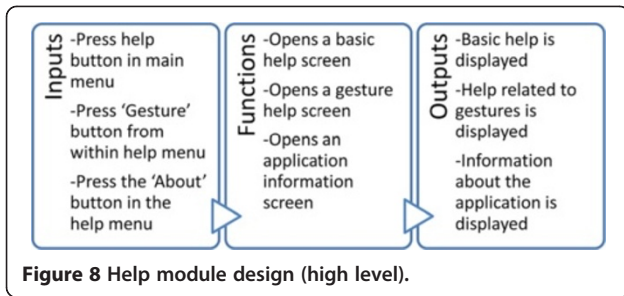 Inputs
-Press help
button in main
menu
-Press ‘Gesture’
button from
within help menu
-Press the ‘About’
button in the
help menu
Functions
-Opens a basic
help screen
-Opens a gesture
help screen
-Opens an
application
information
screen
Outputs
-Basic help is
displayed
-Help related to
gestures is
displayed
-Information
about the
application is
displayed
Figure 8 Help module design (high level).